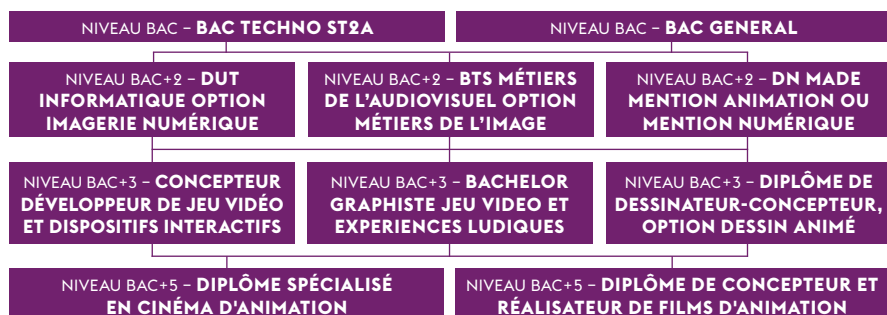 NIVEAU BAC – BAC TECHNO ST2A
NIVEAU BAC – BAC GENERAL
NIVEAU BAC+2 – DUT
INFORMATIQUE OPTION
IMAGERIE NUMÉRIQUE
NIVEAU BAC+2 – BTS MÉTIERS
DE L'AUDIOVISUEL OPTION
MÉTIERS DE L'IMAGE
NIVEAU BAC+2 – DN MADE
MENTION ANIMATION OU
MENTION NUMÉRIQUE
NIVEAU BAC+3 – CONCEPTEUR
DÉVELOPPEUR DE JEU VIDÉO
ET DISPOSITIFS INTERACTIFS
NIVEAU BAC+3 – BACHELOR
GRAPHISTE JEU VIDEO ET
EXPERIENCES LUDIQUES
NIVEAU BAC+3 – DIPLÔME DE
DESSINATEUR-CONCEPTEUR,
OPTION DESSIN ANIMÉ
NIVEAU BAC+5 – DIPLÔME SPÉCIALISÉ
EN CINÉMA D'ANIMATION
NIVEAU BAC+5 – DIPLÔME DE CONCEPTEUR ET
RÉALISATEUR DE FILMS D'ANIMATION